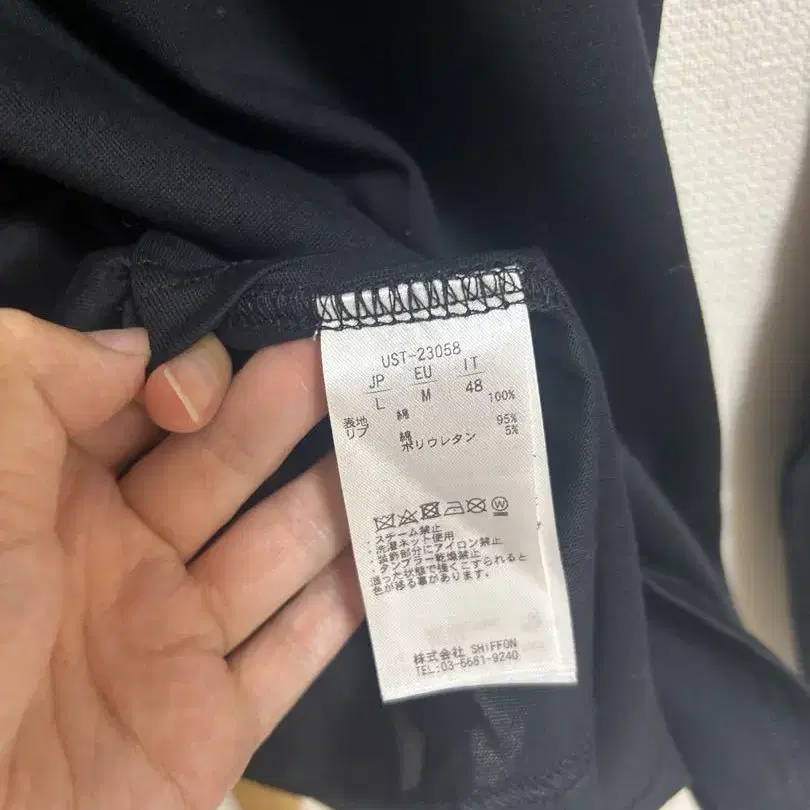 UST-23058
JP EU IT
L M 48
表地 綿 100%
リブ 綿 95%
ポリウレタン 5%
・スチーム禁止
・洗濯ネット使用
・装飾部分にアイロン禁止
・タンブラー乾燥禁止
湿った状態で強くこすられると
色が移る事があります。
株式会社 SHIFFON
TEL:03-6681-9240